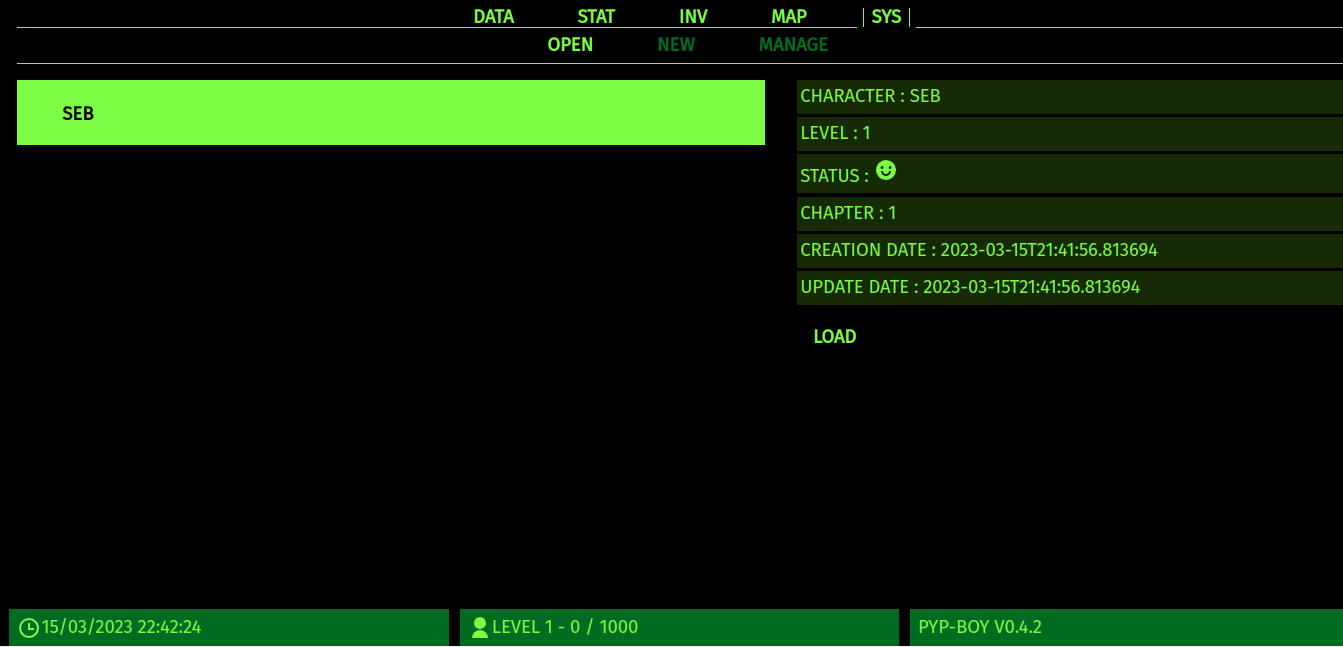 DATA STAT INV MAP SYS
OPEN NEW MANAGE
SEB
CHARACTER : SEB
LEVEL : 1
STATUS :
CHAPTER : 1
CREATION DATE : 2023-03-15T21:41:56.813694
UPDATE DATE : 2023-03-15T21:41:56.813694
LOAD
15/03/2023 22:42:24
LEVEL 1 - 0 / 1000
PYP-BOY V0.4.2